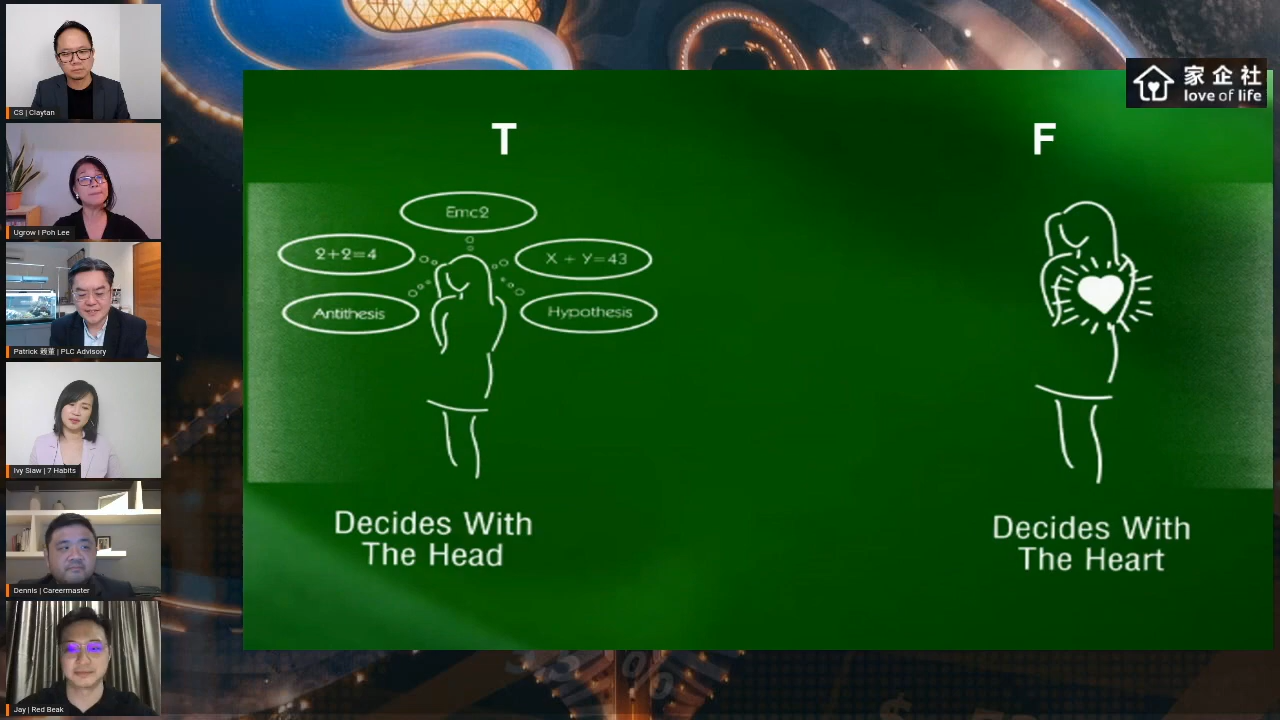 CS | Claytan
Ugrow I Poh Lee
Patrick 赖董 | PLC Advisory
Ivy Siaw | 7 Habits
Dennis | Careermaster
Jay | Red Beak
家企社
love of life
T
F
Emc2
2+2=4
X + Y=43
Antithesis
Hypothesis
Decides With
The Head
Decides With
The Heart